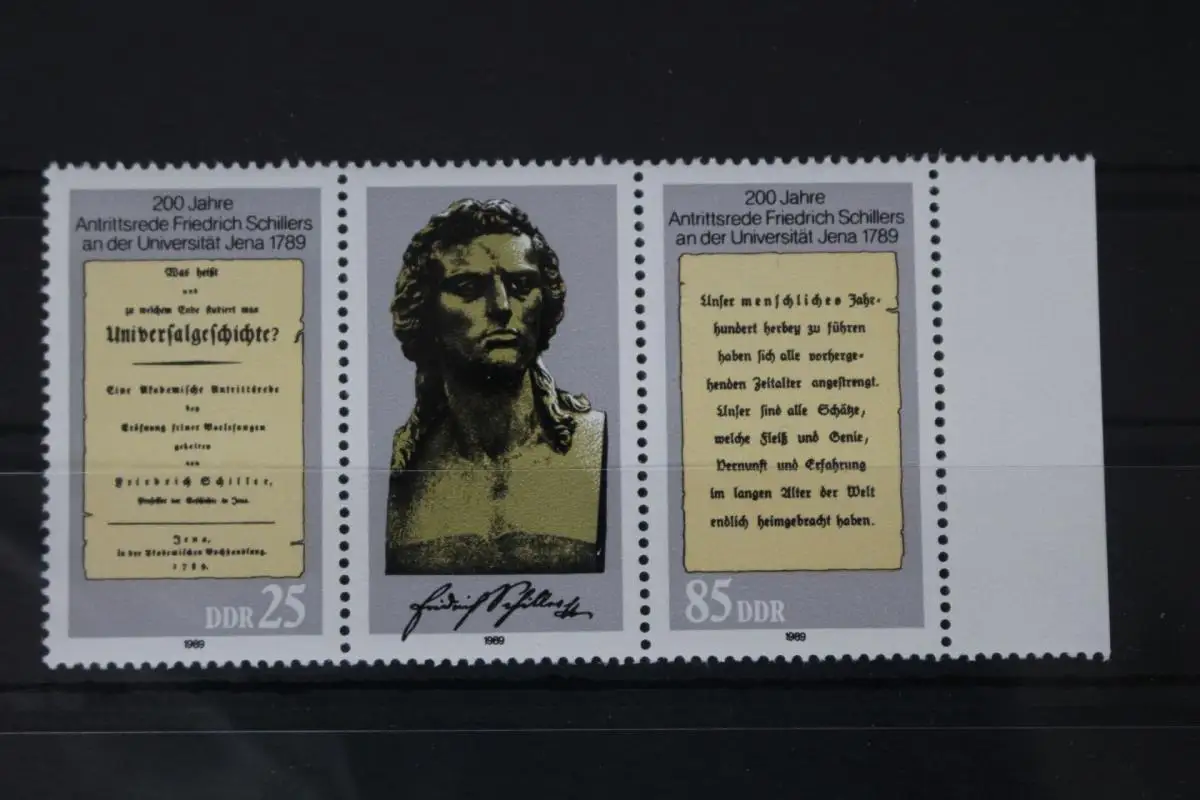 200 Jahre
Antrittsrede Friedrich Schillers
an der Universität Jena 1789
Was heißt
und
zu welchem Ende studiert man
Universalgeschichte?
Eine Akademische Antrittsrede
bey
Eröfnung seiner Vorlesungen
gehalten
von
Friedrich Schiller,
Professor der Geschichte in Jena.
Jena,
in der Akademischen Buchhandlung.
1789.
DDR 25
1989
Friedrich Schiller
1989
200 Jahre
Antrittsrede Friedrich Schillers
an der Universität Jena 1789
Unser menschliches Jahr-
hundert herbey zu führen
haben sich alle vorherge-
henden Zeitalter angestrengt.
Unser sind alle Schätze,
welche Fleiß und Genie,
Vernunft und Erfahrung
im langen Alter der Welt
endlich heimgebracht haben.
85 DDR
1989